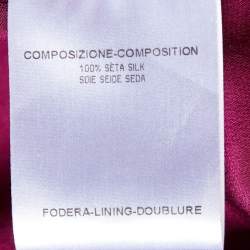 COMPOSIZIONE-COMPOSITION
100% SETA SILK
SOIE SEIDE SEDA
FODERA-LINING-DOUBLURE